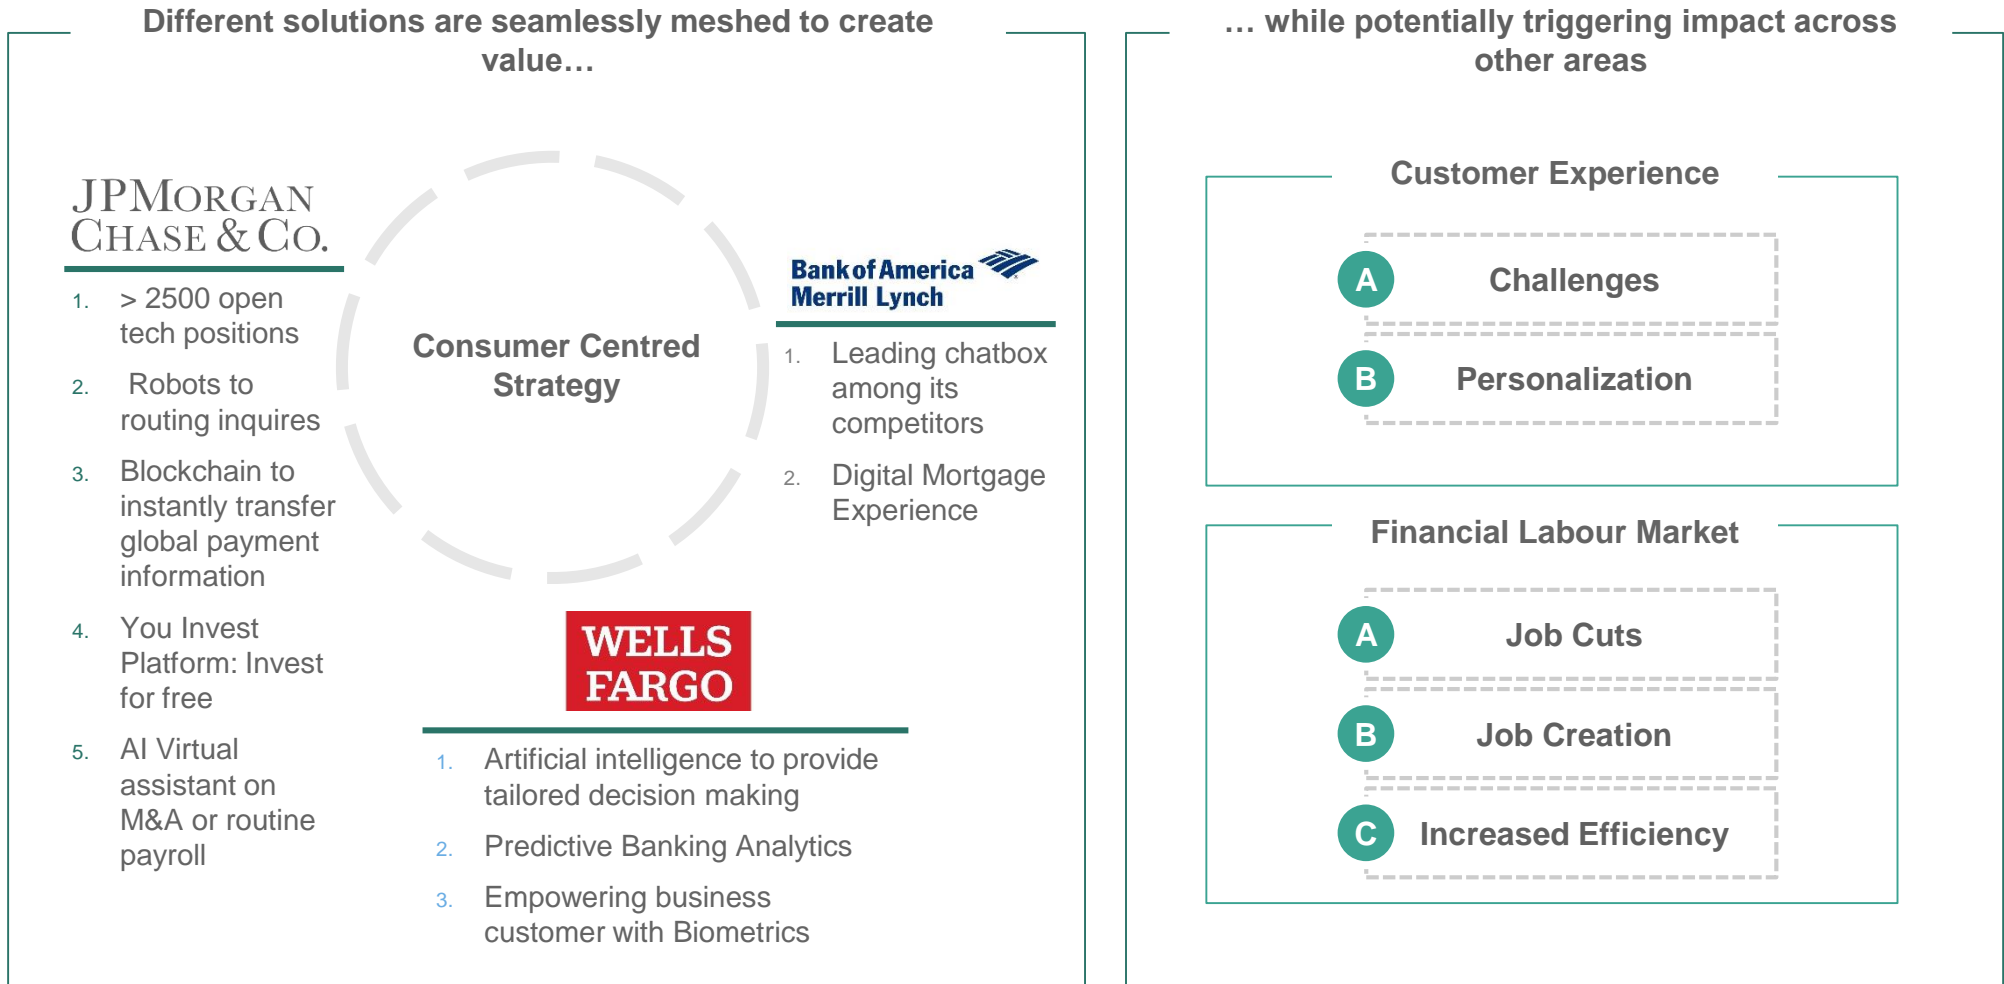 Different solutions are seamlessly meshed to create
value…
JPMORGAN
CHASE & CO.
1. > 2500 open
tech positions
2. Robots to
routing inquires
3. Blockchain to
instantly transfer
global payment
information
4. You Invest
Platform: Invest
for free
5. AI Virtual
assistant on
M&A or routine
payroll
Consumer Centred
Strategy
Bank of America
Merrill Lynch
1. Leading chatbox
among its
competitors
2. Digital Mortgage
Experience
WELLS
FARGO
1. Artificial intelligence to provide
tailored decision making
2. Predictive Banking Analytics
3. Empowering business
customer with Biometrics
… while potentially triggering impact across
other areas
Customer Experience
A Challenges
B Personalization
Financial Labour Market
A Job Cuts
B Job Creation
C Increased Efficiency